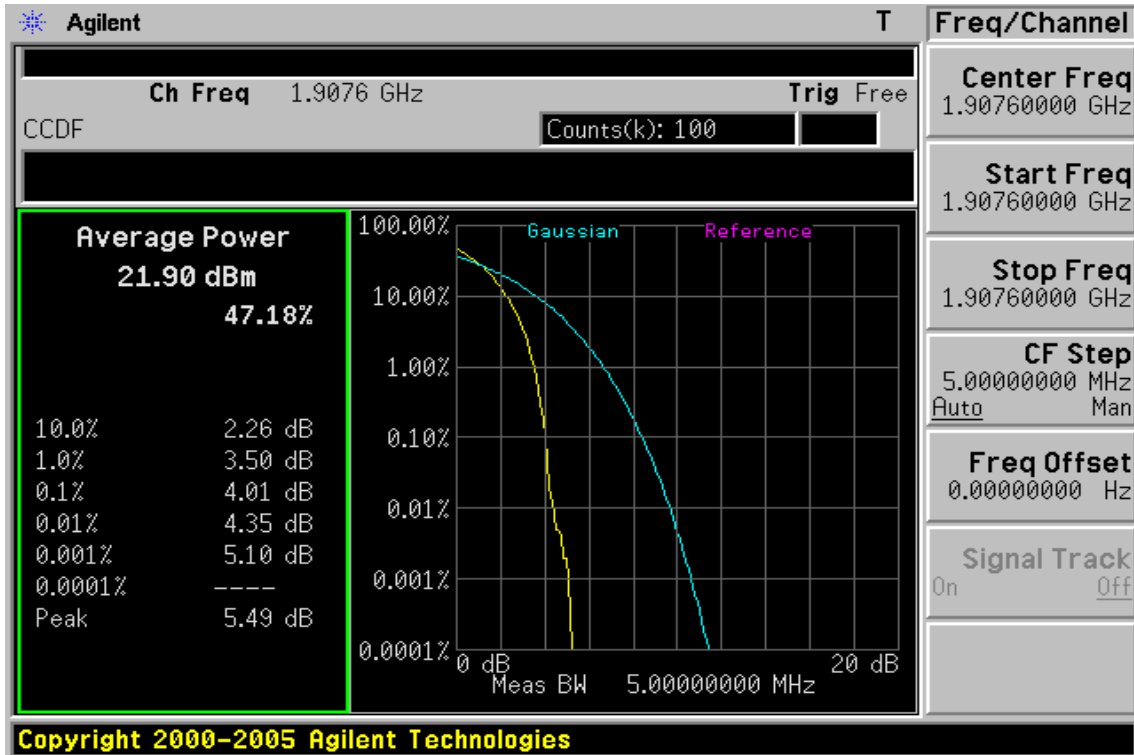 Agilent T
Ch Freq 1.9076 GHz Trig Free
CCDF Counts(k): 100
Average Power
21.90 dBm
47.18%
10.0% 2.26 dB
1.0% 3.50 dB
0.1% 4.01 dB
0.01% 4.35 dB
0.001% 5.10 dB
0.0001% ----
Peak 5.49 dB
Gaussian Reference
100.00%
10.00%
1.00%
0.10%
0.01%
0.001%
0.0001%
0 dB 20 dB
Meas BW 5.00000000 MHz
Freq/Channel
Center Freq
1.90760000 GHz
Start Freq
1.90760000 GHz
Stop Freq
1.90760000 GHz
CF Step
5.00000000 MHz
Auto Man
Freq Offset
0.00000000 Hz
Signal Track
On Off
Copyright 2000-2005 Agilent Technologies